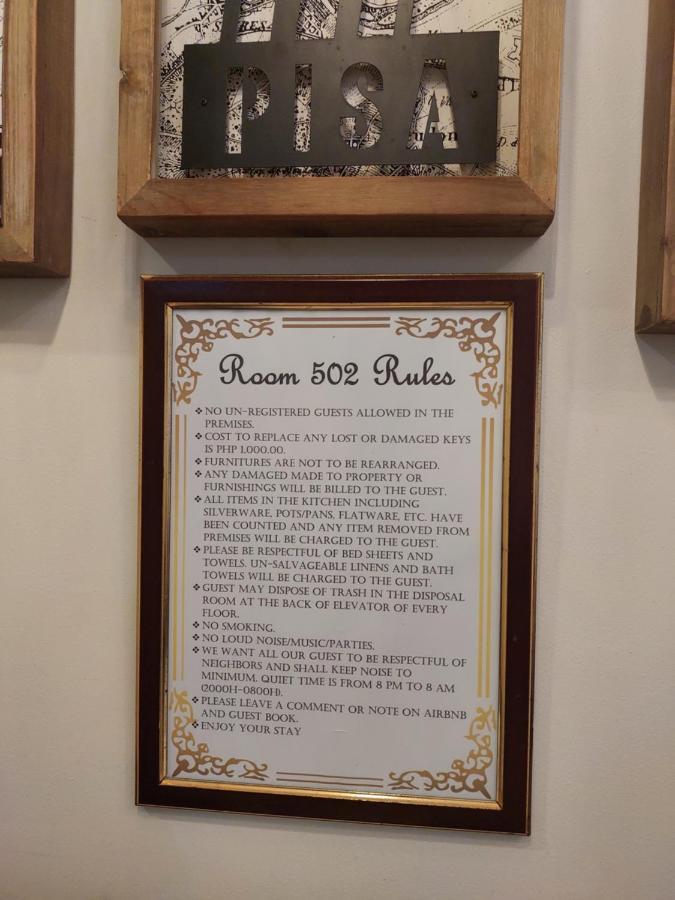 PISA
Room 502 Rules
❖ NO UN-REGISTERED GUESTS ALLOWED IN THE
PREMISES.
❖ COST TO REPLACE ANY LOST OR DAMAGED KEYS
IS PHP 1,000.00.
❖ FURNITURES ARE NOT TO BE REARRANGED.
❖ ANY DAMAGED MADE TO PROPERTY OR
FURNISHINGS WILL BE BILLED TO THE GUEST.
❖ ALL ITEMS IN THE KITCHEN INCLUDING
SILVERWARE, POTS/PANS, FLATWARE, ETC. HAVE
BEEN COUNTED AND ANY ITEM REMOVED FROM
PREMISES WILL BE CHARGED TO THE GUEST.
❖ PLEASE BE RESPECTFUL OF BED SHEETS AND
TOWELS. UN-SALVAGEABLE LINENS AND BATH
TOWELS WILL BE CHARGED TO THE GUEST.
❖ GUEST MAY DISPOSE OF TRASH IN THE DISPOSAL
ROOM AT THE BACK OF ELEVATOR OF EVERY
FLOOR.
❖ NO SMOKING.
❖ NO LOUD NOISE/MUSIC/PARTIES.
❖ WE WANT ALL OUR GUEST TO BE RESPECTFUL OF
NEIGHBORS AND SHALL KEEP NOISE TO
MINIMUM. QUIET TIME IS FROM 8 PM TO 8 AM
(2000H-0800H).
❖ PLEASE LEAVE A COMMENT OR NOTE ON AIRBNB
AND GUEST BOOK.
❖ ENJOY YOUR STAY